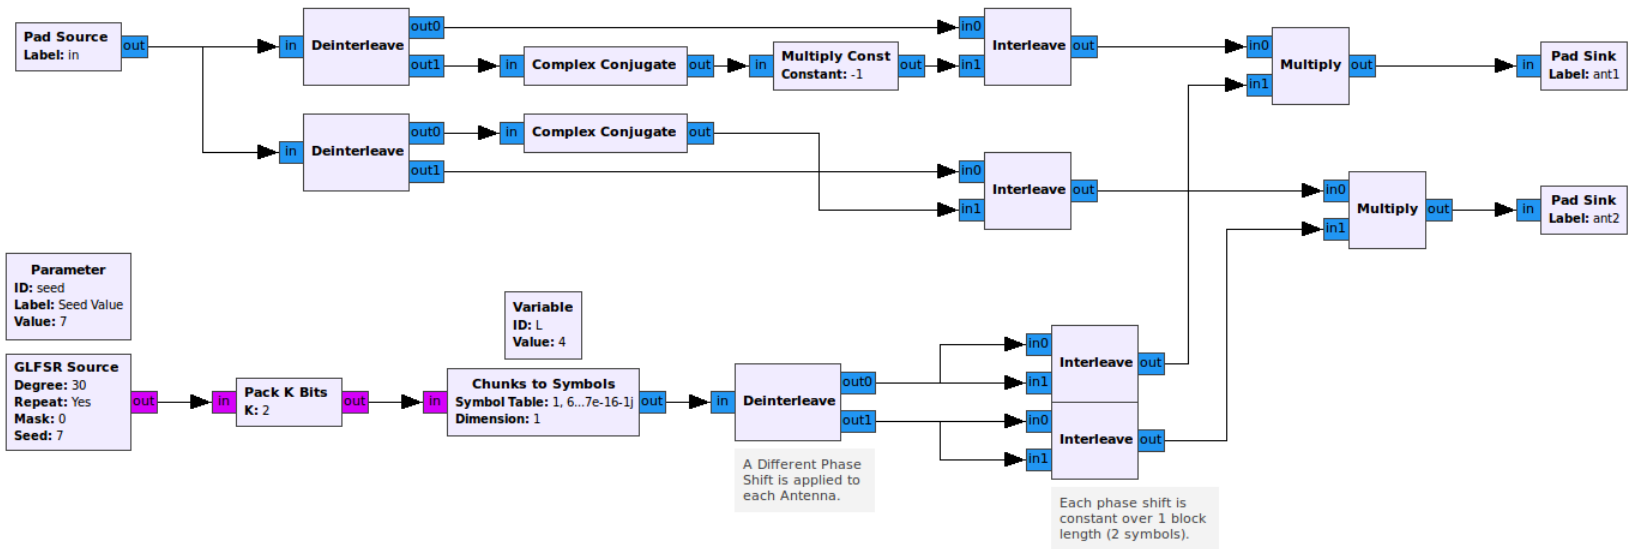 Pad Source
Label: in
out
in
Deinterleave
out0
out1
in
Complex Conjugate
out
in
Multiply Const
Constant: -1
out
in0
in1
Interleave
out
in0
in1
Multiply
out
in
Pad Sink
Label: ant1
in
Deinterleave
out0
out1
in
Complex Conjugate
out
in0
in1
Interleave
out
in0
in1
Multiply
out
in
Pad Sink
Label: ant2
Parameter
ID: seed
Label: Seed Value
Value: 7
Variable
ID: L
Value: 4
GLFSR Source
Degree: 30
Repeat: Yes
Mask: 0
Seed: 7
out
in
Pack K Bits
K: 2
out
in
Chunks to Symbols
Symbol Table: 1, 6...7e-16-1j
Dimension: 1
out
in
Deinterleave
out0
out1
in0
in1
Interleave
out
in0
in1
Interleave
out
A Different Phase
Shift is applied to
each Antenna.
Each phase shift is
constant over 1 block
length (2 symbols).